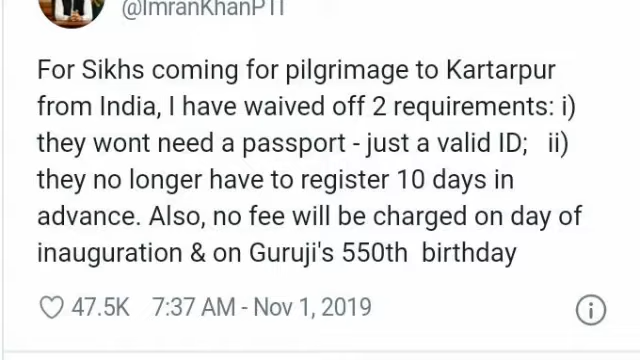 @ImranKhanPTI
For Sikhs coming for pilgrimage to Kartarpur
from India, I have waived off 2 requirements: i)
they wont need a passport - just a valid ID;   ii)
they no longer have to register 10 days in
advance. Also, no fee will be charged on day of
inauguration & on Guruji's 550th  birthday
47.5K 7:37 AM - Nov 1, 2019